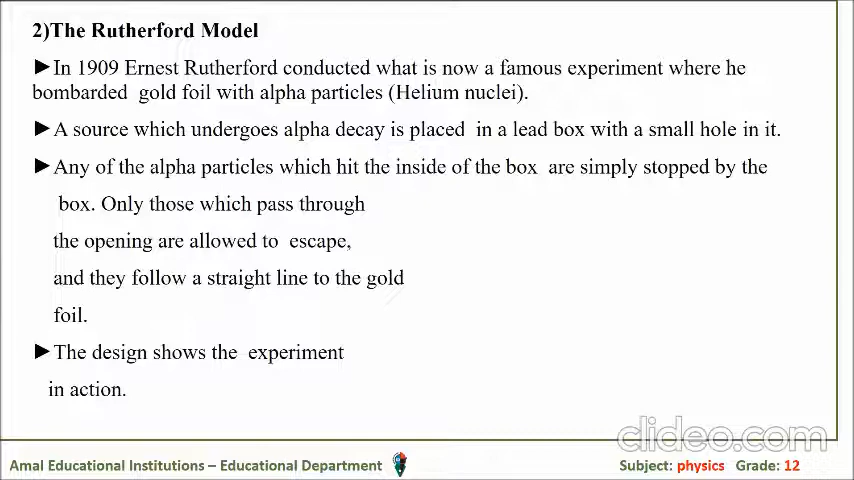 2)The Rutherford Model
►In 1909 Ernest Rutherford conducted what is now a famous experiment where he
bombarded gold foil with alpha particles (Helium nuclei).
►A source which undergoes alpha decay is placed in a lead box with a small hole in it.
►Any of the alpha particles which hit the inside of the box are simply stopped by the
box. Only those which pass through
the opening are allowed to escape,
and they follow a straight line to the gold
foil.
►The design shows the experiment
in action.
clideo.com
Amal Educational Institutions – Educational Department
Subject: physics Grade: 12